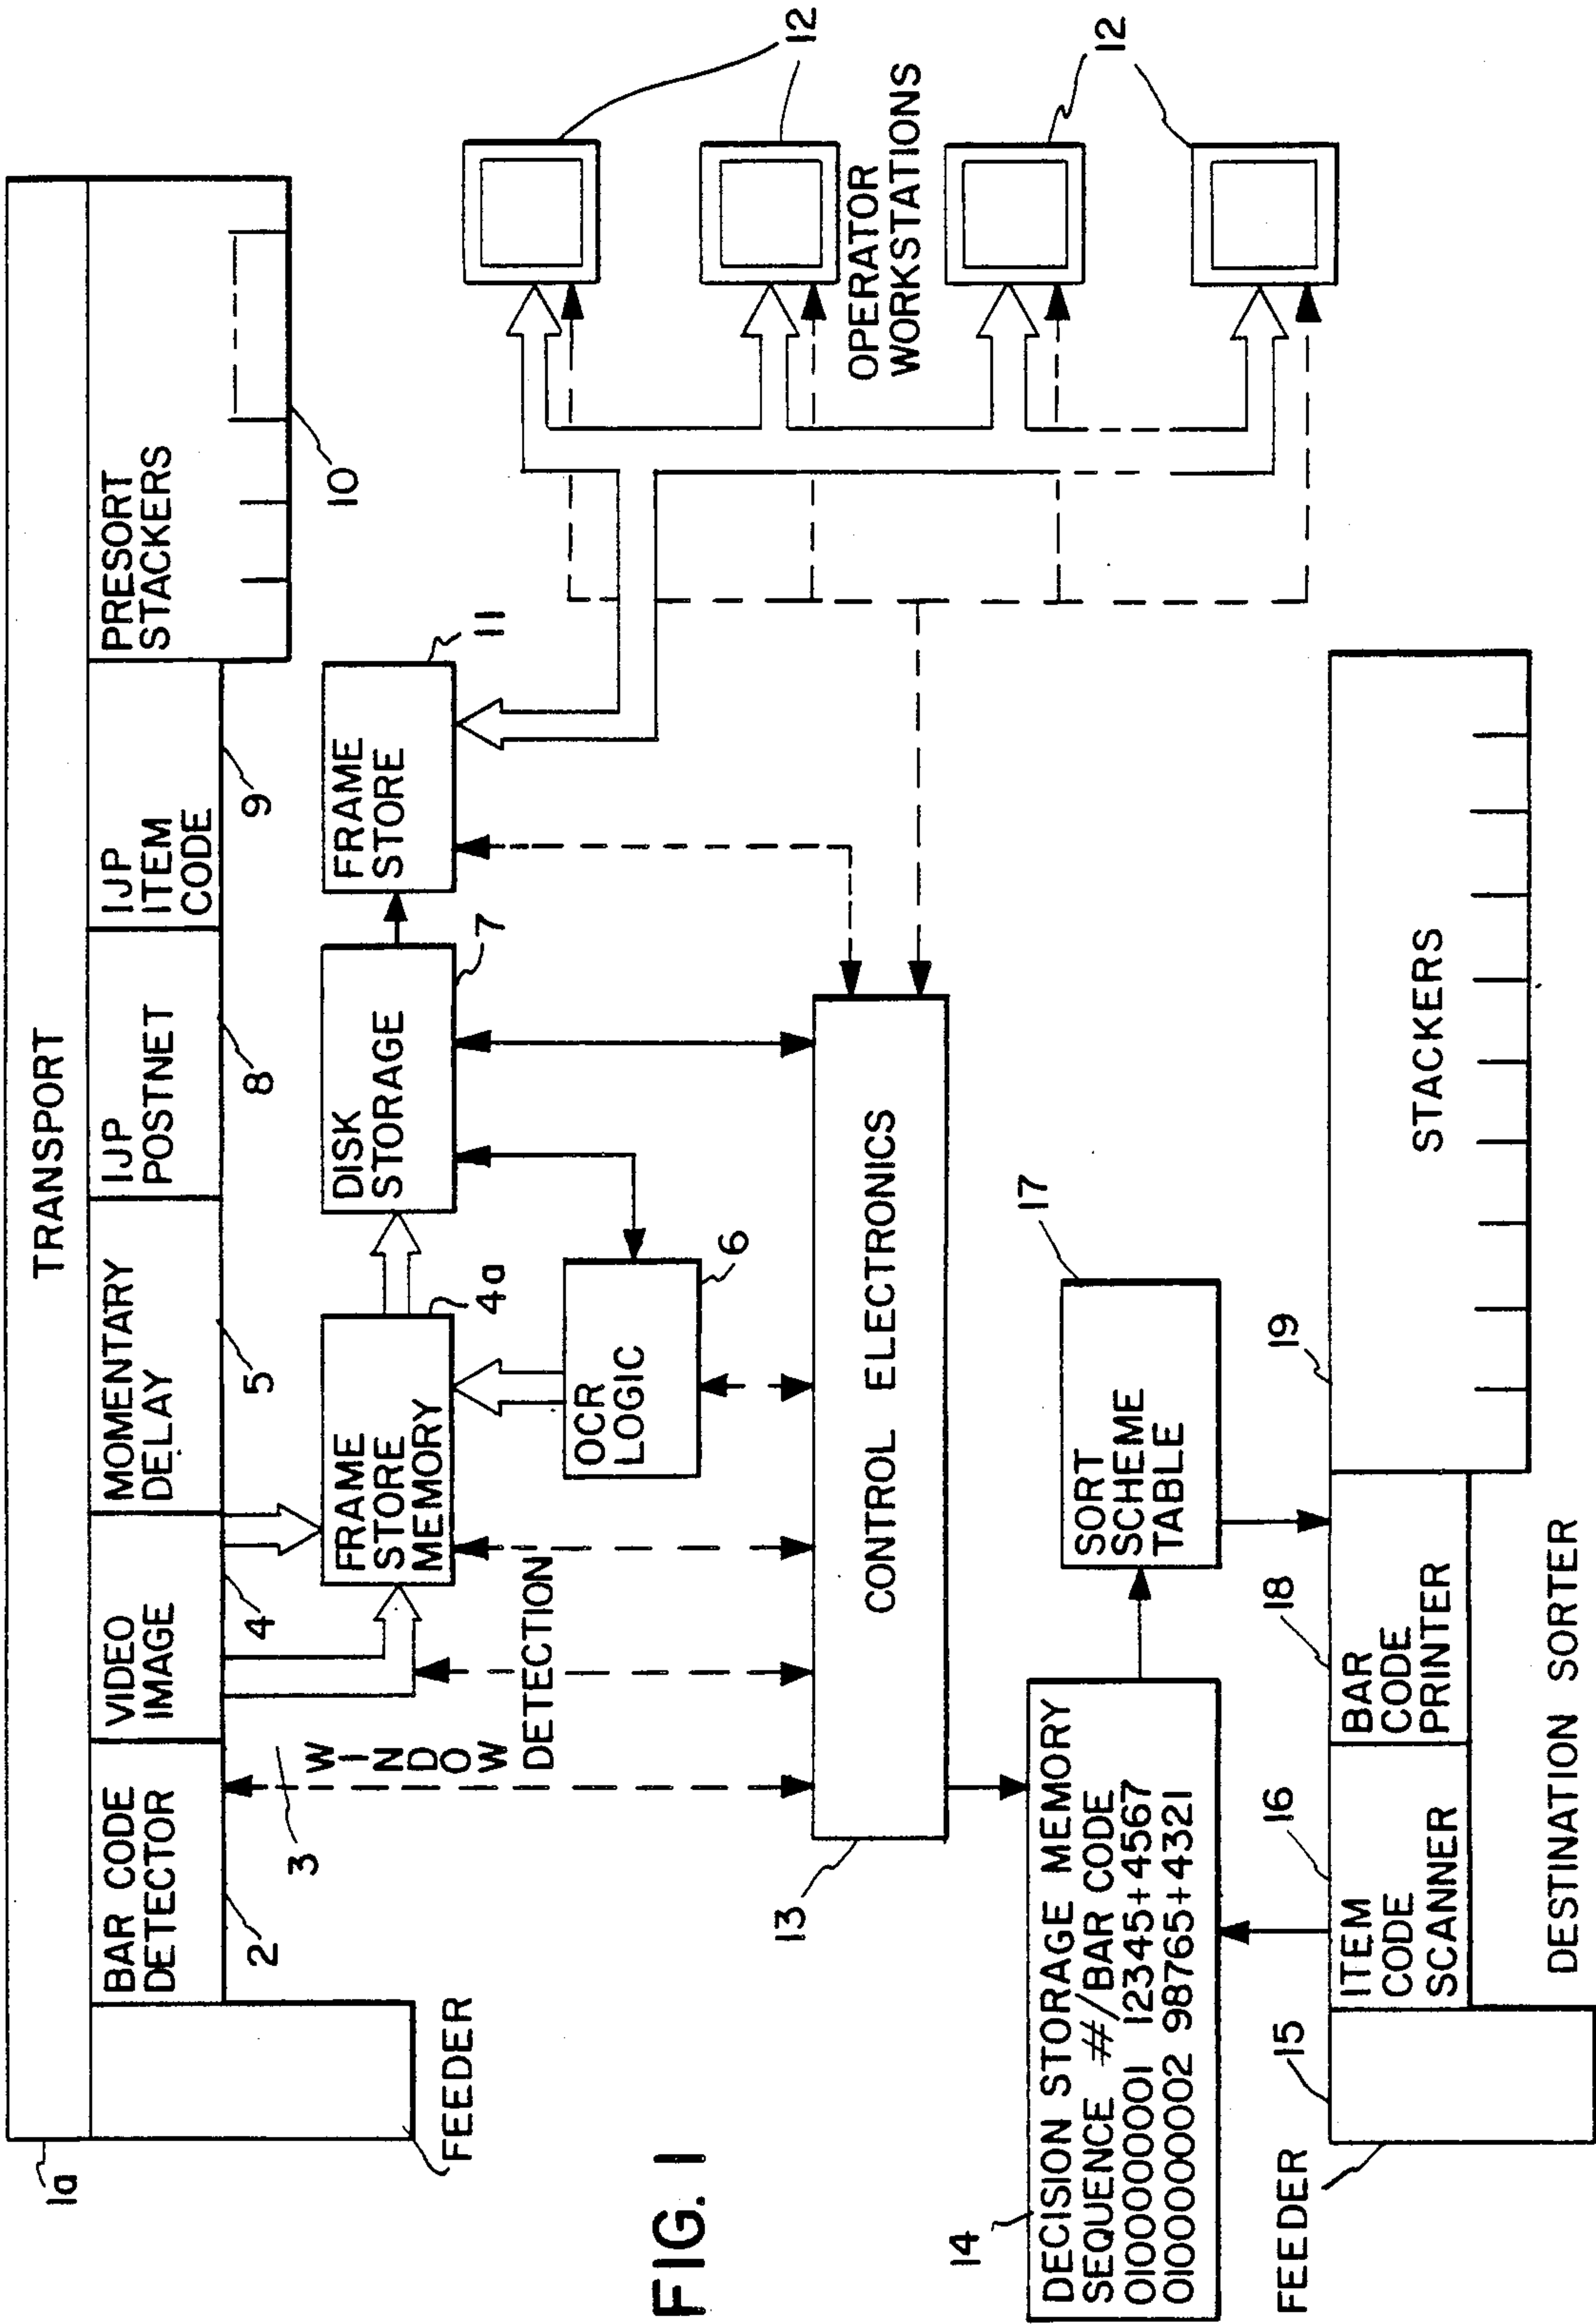 1a
TRANSPORT
FEEDER
BAR CODE
DETECTOR
2
VIDEO
IMAGE
4
MOMENTARY
DELAY
5
IJP
POSTNET
8
IJP
ITEM
CODE
9
PRESORT
STACKERS
10
3
WINDOW
DETECTION
FRAME
STORE
MEMORY
4a
DISK
STORAGE
7
FRAME
STORE
11
OCR
LOGIC
6
12
12
OPERATOR
WORKSTATIONS
12
12
CONTROL ELECTRONICS
13
FIG. 1
14
DECISION STORAGE MEMORY
SEQUENCE #/BAR CODE
0100000001 12345+4567
0100000002 98765+4321
SORT
SCHEME
TABLE
17
FEEDER
15
ITEM
CODE
SCANNER
16
BAR
CODE
PRINTER
18
STACKERS
19
DESTINATION SORTER